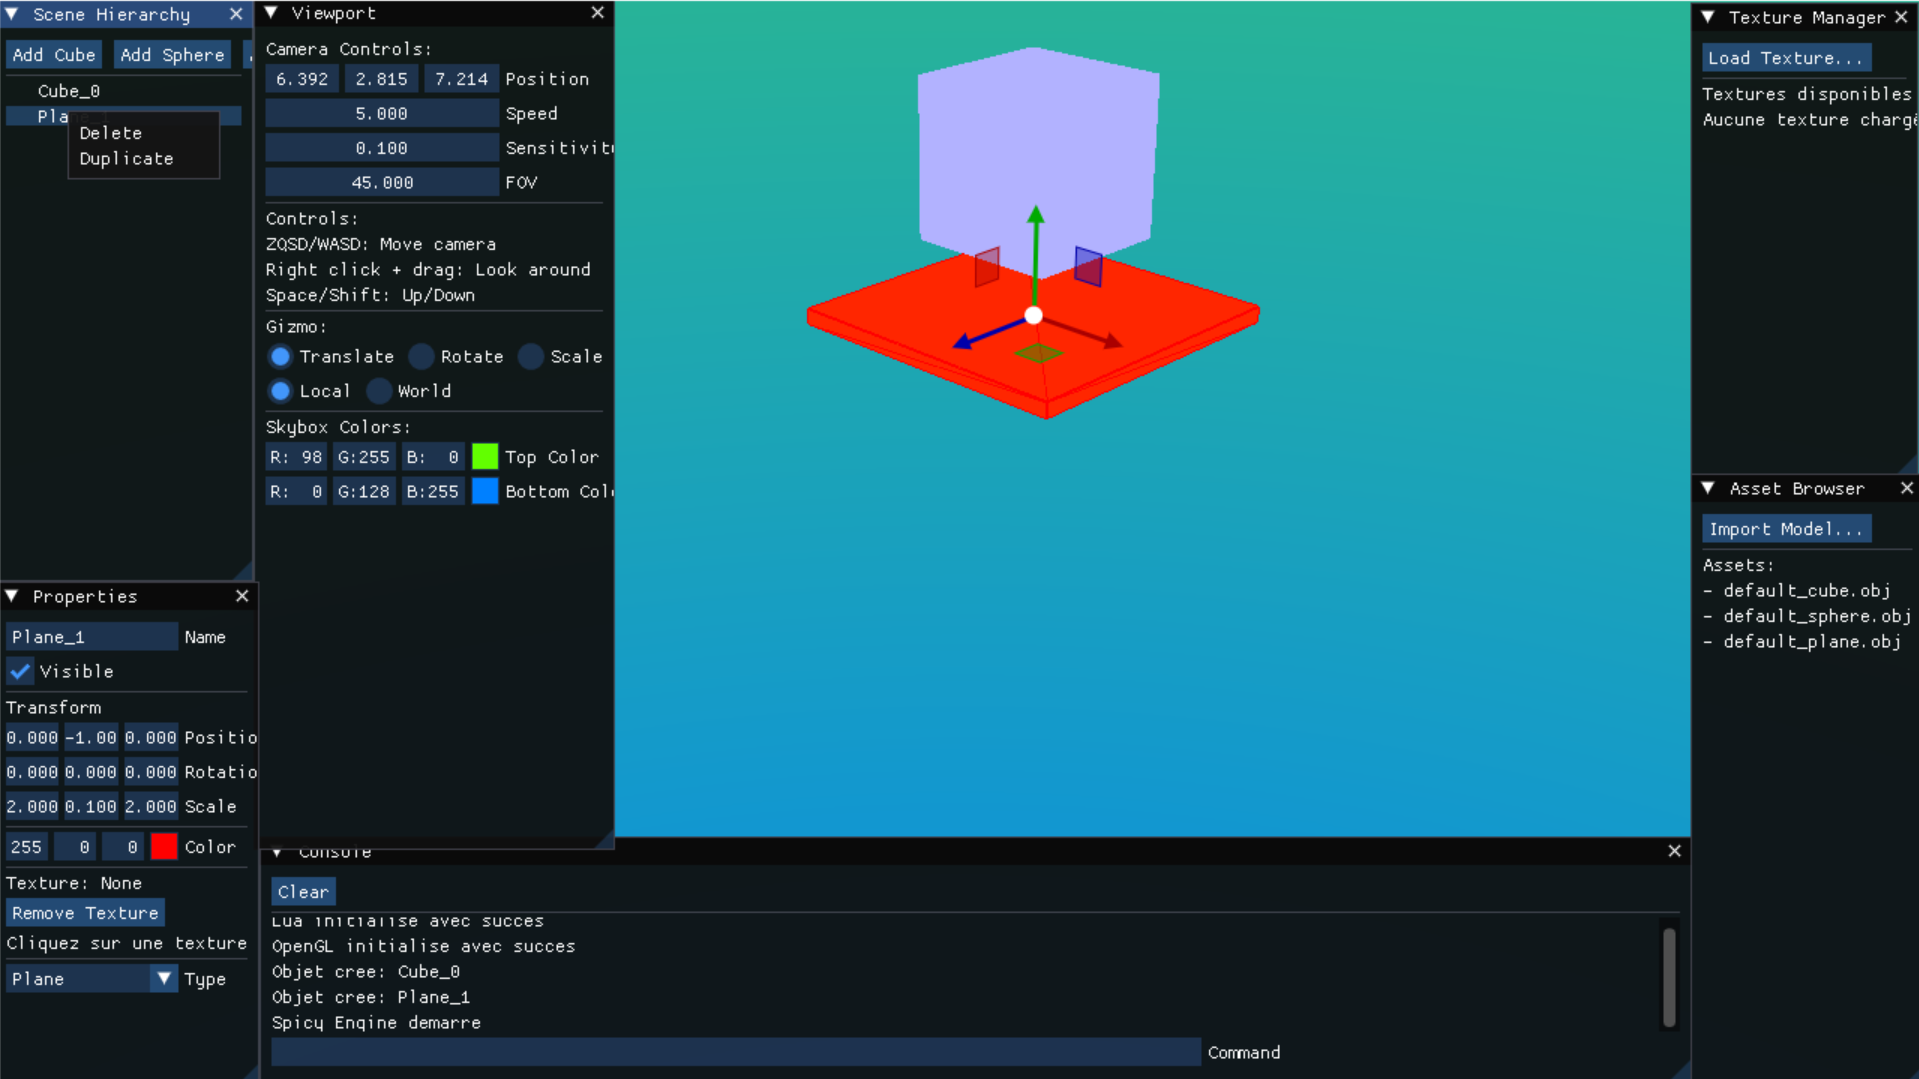 Scene Hierarchy
Add Cube Add Sphere
Cube_0
Delete
Duplicate
Properties
Plane_1 Name
Visible
Transform
0.000 -1.00 0.000 Positio
0.000 0.000 0.000 Rotatio
2.000 0.100 2.000 Scale
255 0 0 Color
Texture: None
Remove Texture
Cliquez sur une texture
Plane Type
Viewport
Camera Controls:
6.392 2.815 7.214 Position
5.000 Speed
0.100 Sensitivit
45.000 FOV
Controls:
ZQSD/WASD: Move camera
Right click + drag: Look around
Space/Shift: Up/Down
Gizmo:
Translate Rotate Scale
Local World
Skybox Colors:
R: 98 G:255 B: 0 Top Color
R: 0 G:128 B:255 Bottom Col
Console
Clear
Lua initialise avec succes
OpenGL initialise avec succes
Objet cree: Cube_0
Objet cree: Plane_1
Spicy Engine demarre
Command
Texture Manager
Load Texture...
Textures disponibles
Aucune texture chargé
Asset Browser
Import Model...
Assets:
- default_cube.obj
- default_sphere.obj
- default_plane.obj